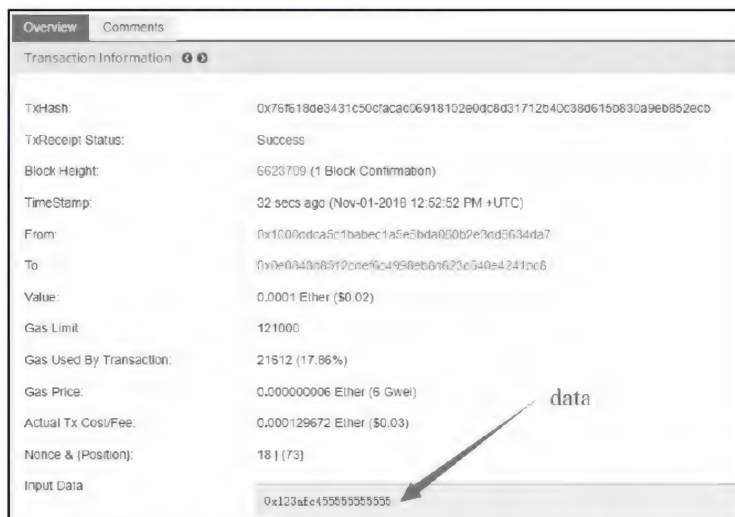 Overview Comments
Transaction Information
TxHash: 0x76f618de3431c50cfacac06918102e0dc8d31712b40c38d615b830a9eb852ecb
TxReceipt Status: Success
Block Height: 6623709 (1 Block Confirmation)
TimeStamp: 32 secs ago (Nov-01-2018 12:52:52 PM +UTC)
From:
To
Value: 0.0001 Ether ($0.02)
Gas Limit 121000
Gas Used By Transaction: 21612 (17.86%)
Gas Price: 0.000000006 Ether (6 Gwei)
data
Actual Tx Cost/Fee: 0.000129672 Ether ($0.03)
Nonce & {Position}: 18 | {73}
Input Data
0x123afc455555555555